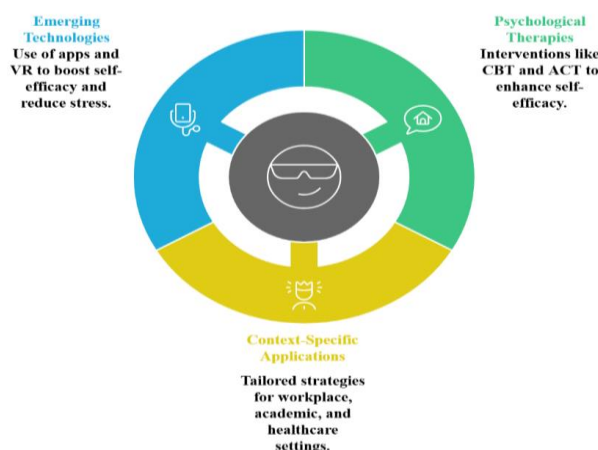 Emerging
Technologies
Use of apps and
VR to boost self-
efficacy and
reduce stress.
Psychological
Therapies
Interventions like
CBT and ACT to
enhance self-
efficacy.
Context-Specific
Applications
Tailored strategies
for workplace,
academic, and
healthcare
settings.